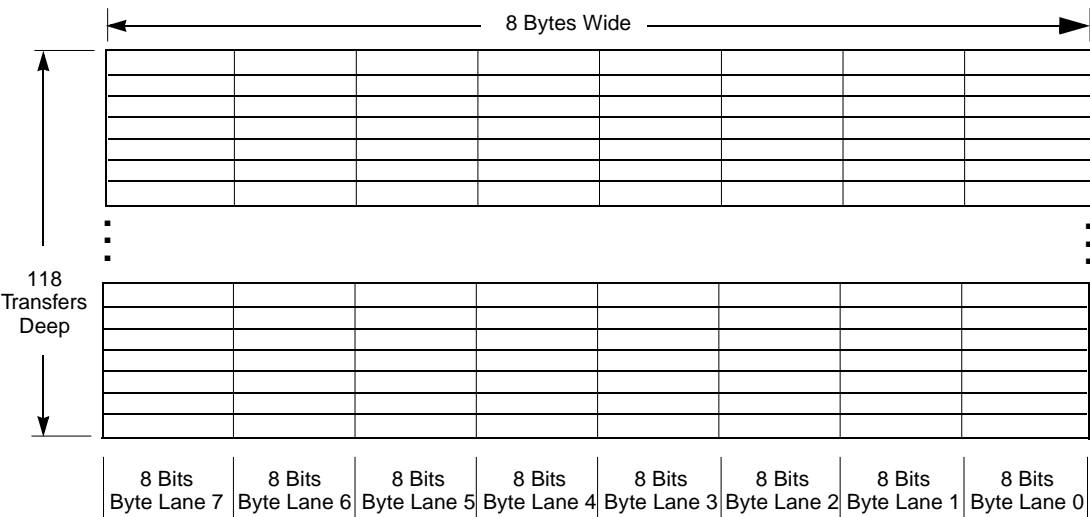 8 Bytes Wide
118
Transfers
Deep
8 Bits
Byte Lane 7
8 Bits
Byte Lane 6
8 Bits
Byte Lane 5
8 Bits
Byte Lane 4
8 Bits
Byte Lane 3
8 Bits
Byte Lane 2
8 Bits
Byte Lane 1
8 Bits
Byte Lane 0